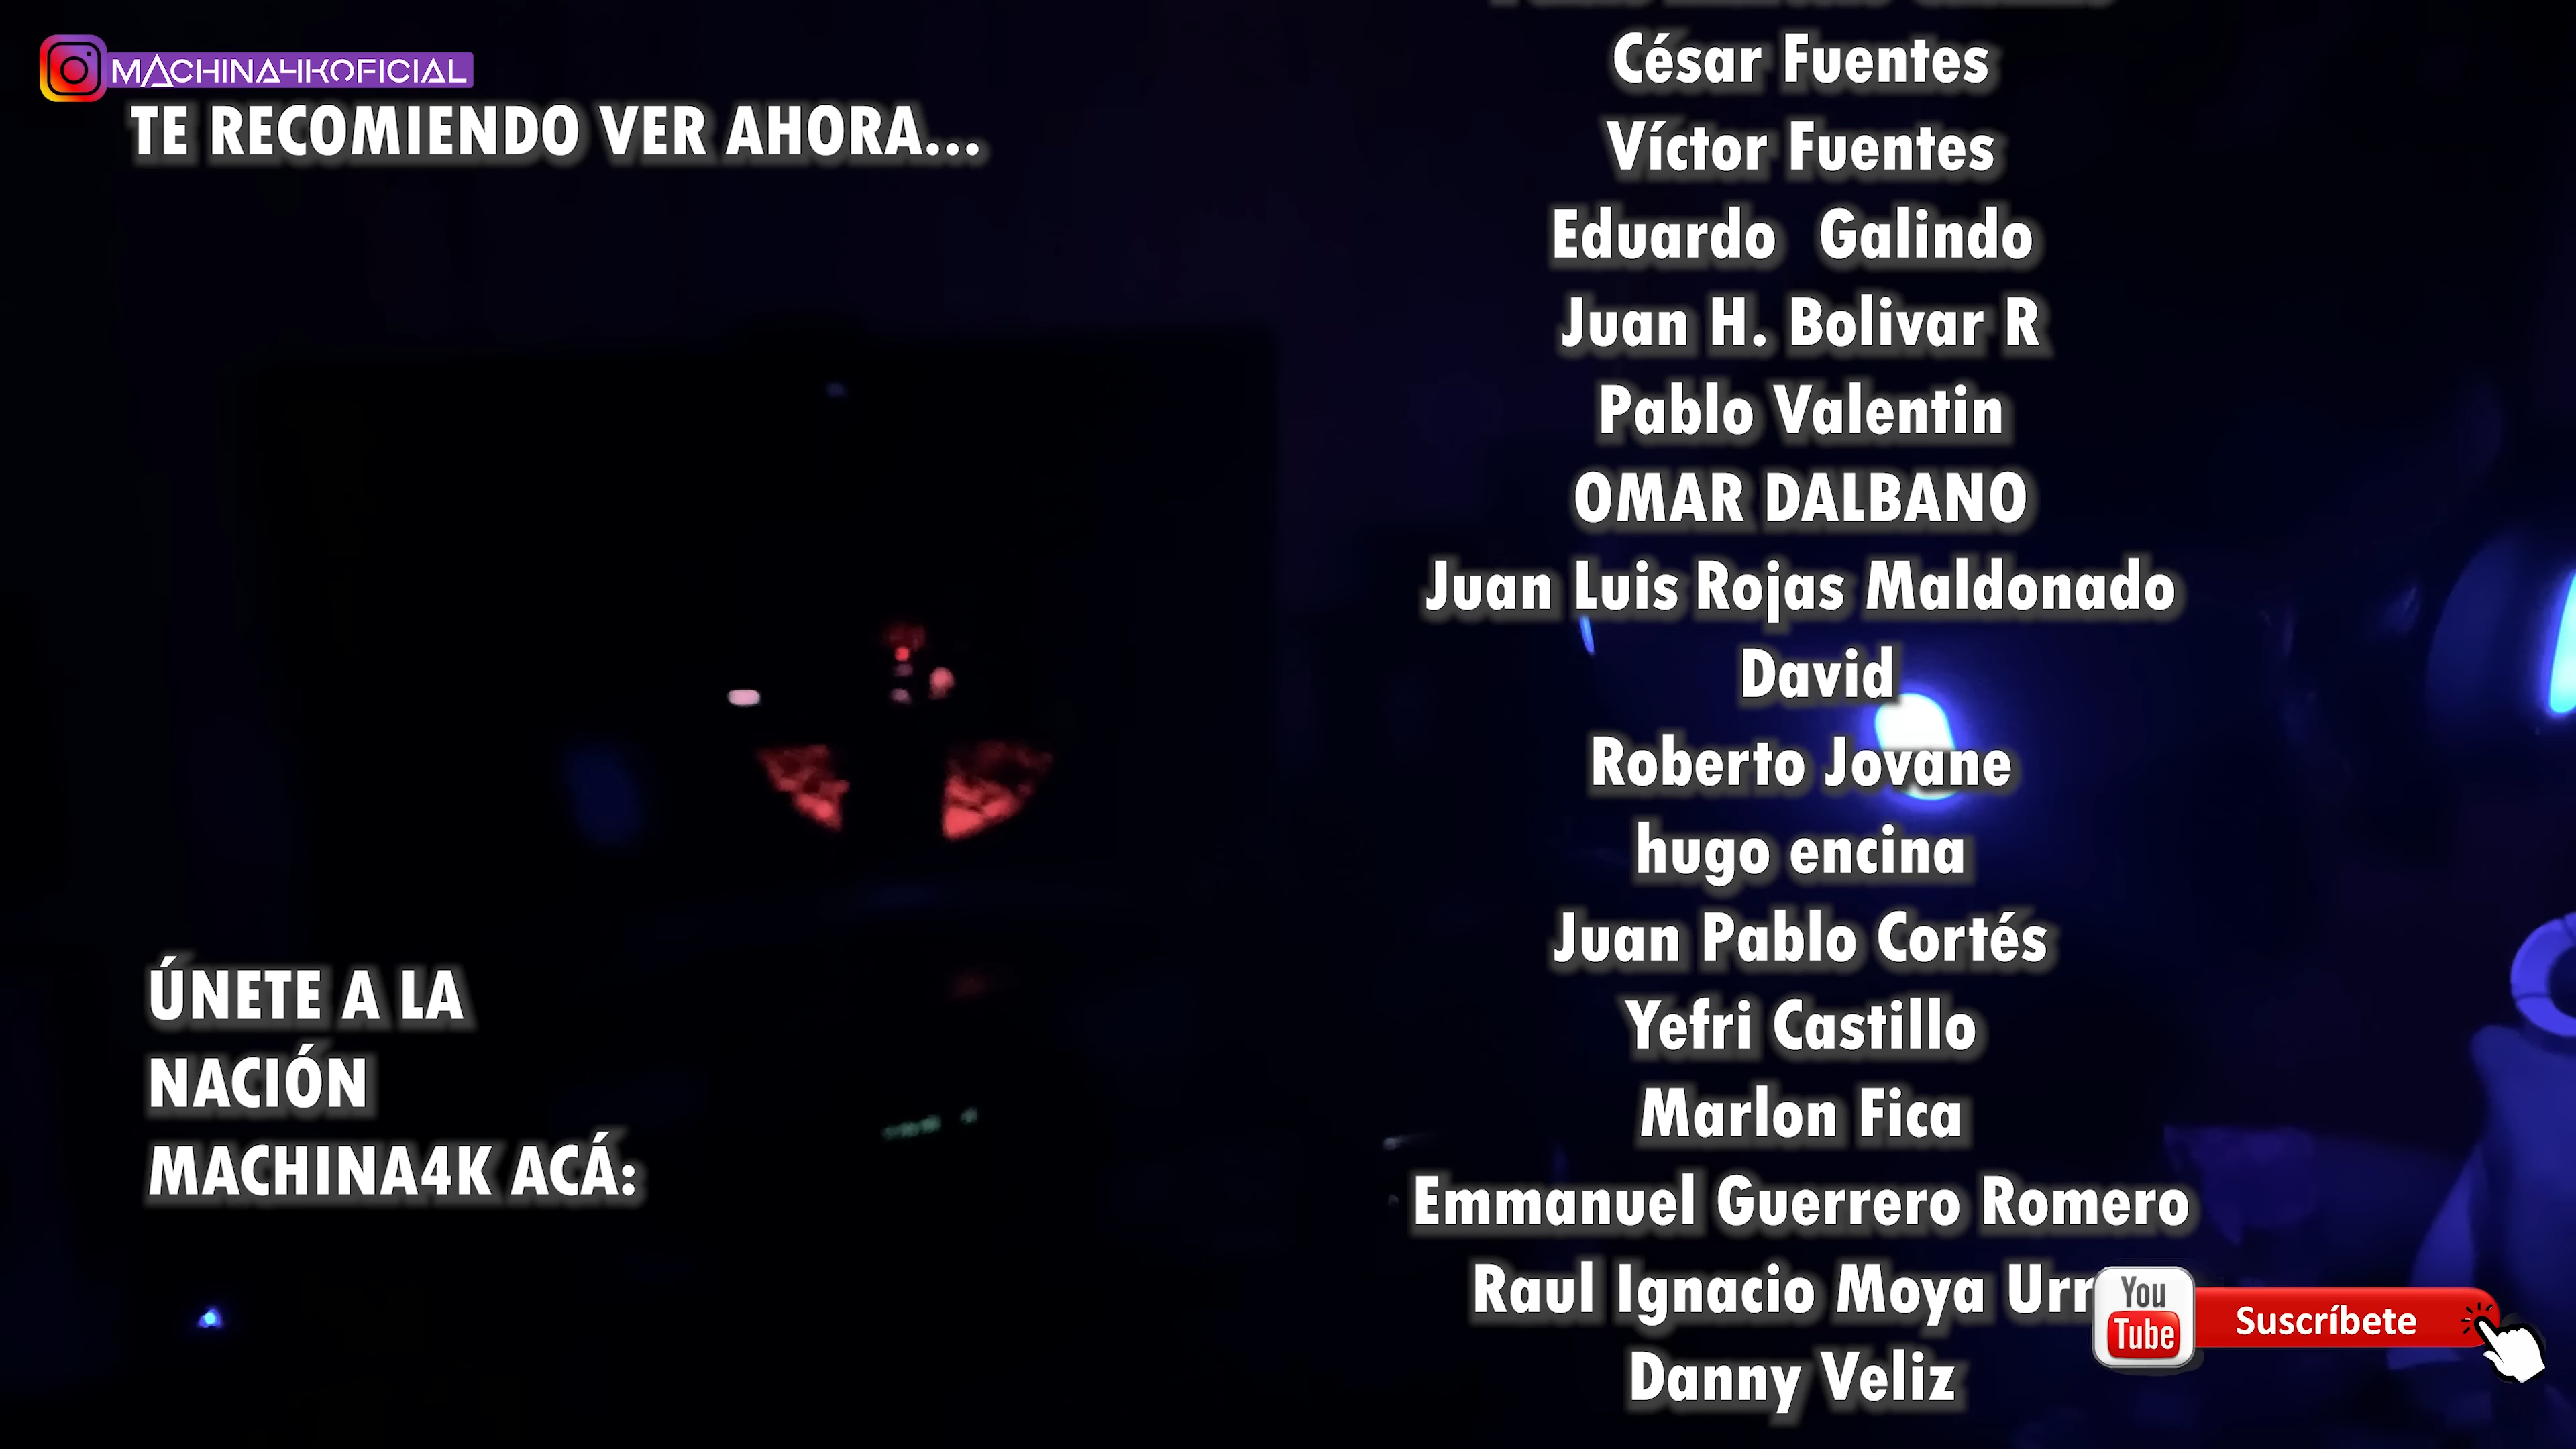 MACHINA4KOFICIAL
TE RECOMIENDO VER AHORA...
ÚNETE A LA
NACIÓN
MACHINA4K ACÁ:
César Fuentes
Víctor Fuentes
Eduardo Galindo
Juan H. Bolivar R
Pablo Valentin
OMAR DALBANO
Juan Luis Rojas Maldonado
David
Roberto Jovane
hugo encina
Juan Pablo Cortés
Yefri Castillo
Marlon Fica
Emmanuel Guerrero Romero
Raul Ignacio Moya
Danny Veliz
You
Tube
Suscríbete